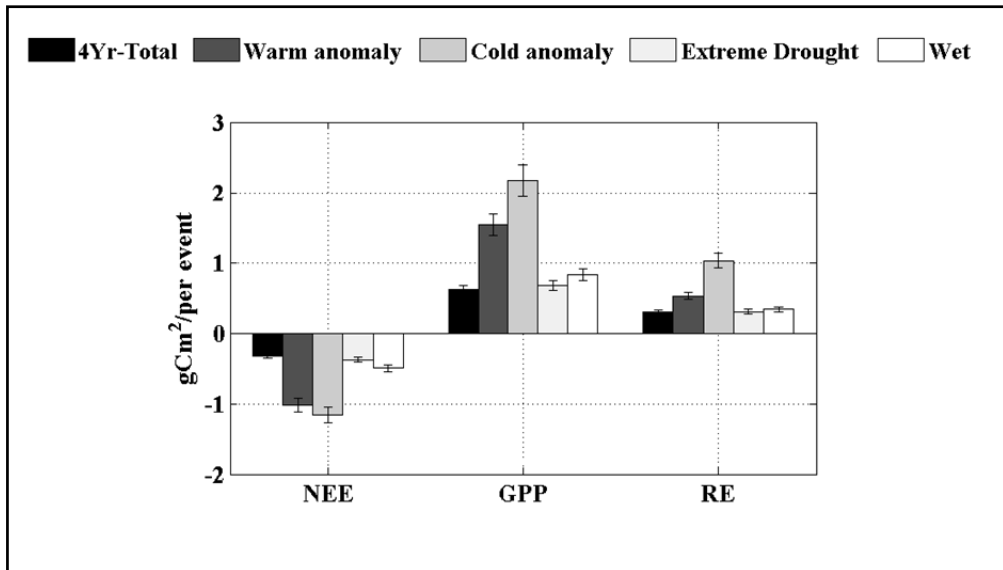 4Yr-Total Warm anomaly Cold anomaly Extreme Drought Wet
gCm²/per event
3
2
1
0
-1
-2
NEE GPP RE